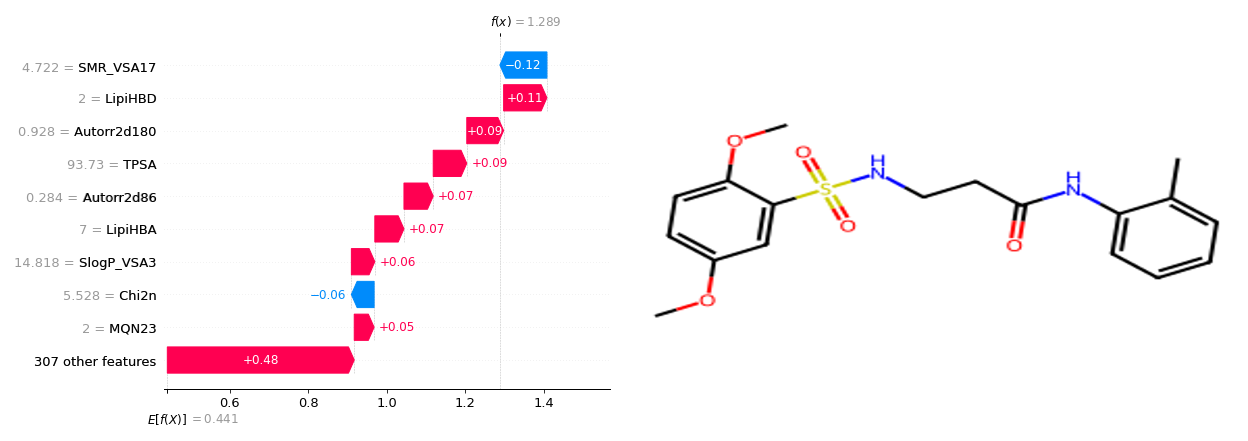 f(x) = 1.289
4.722 = SMR_VSA17
−0.12
2 = LipiHBD
+0.11
0.928 = Autorr2d180
+0.09
93.73 = TPSA
+0.09
0.284 = Autorr2d86
+0.07
7 = LipiHBA
+0.07
14.818 = SlogP_VSA3
+0.06
5.528 = Chi2n
−0.06
2 = MQN23
+0.05
307 other features
+0.48
0.6 0.8 1.0 1.2 1.4
E[f(X)] = 0.441
O
O
S
O
H
N
O
H
N
O